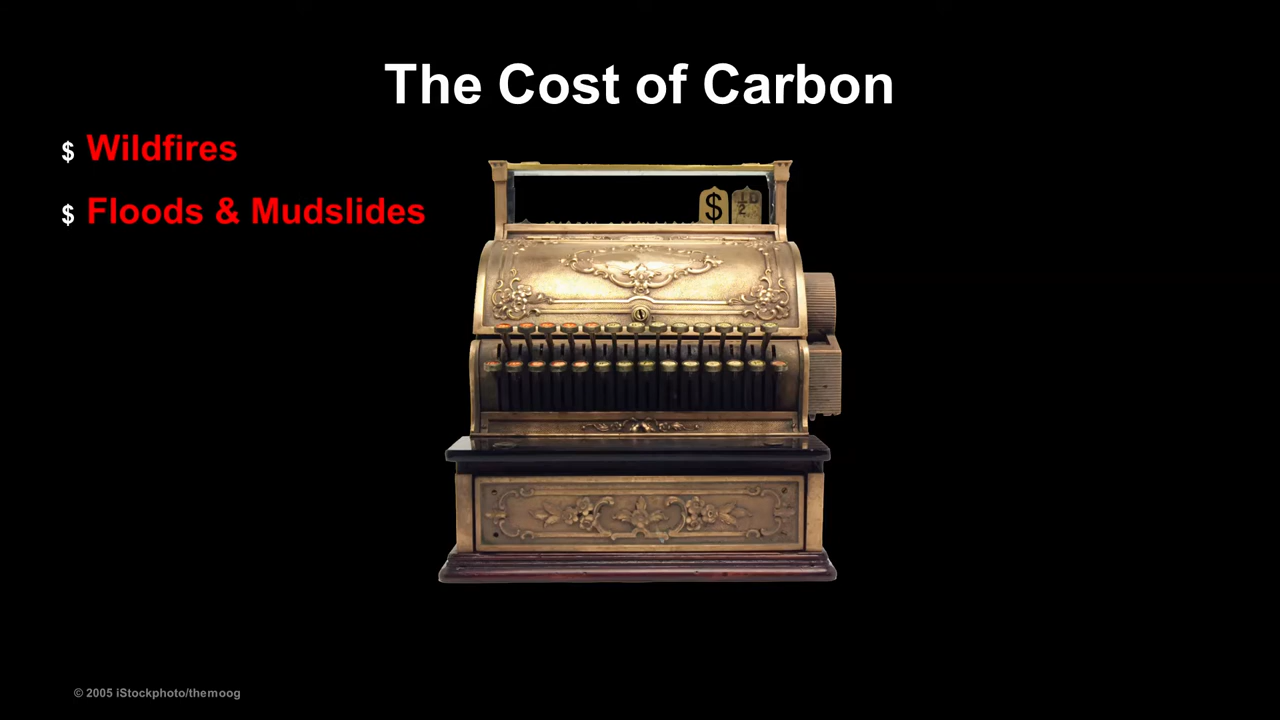 The Cost of Carbon
$ Wildfires
$ Floods & Mudslides
$
© 2005 iStockphoto/themoog